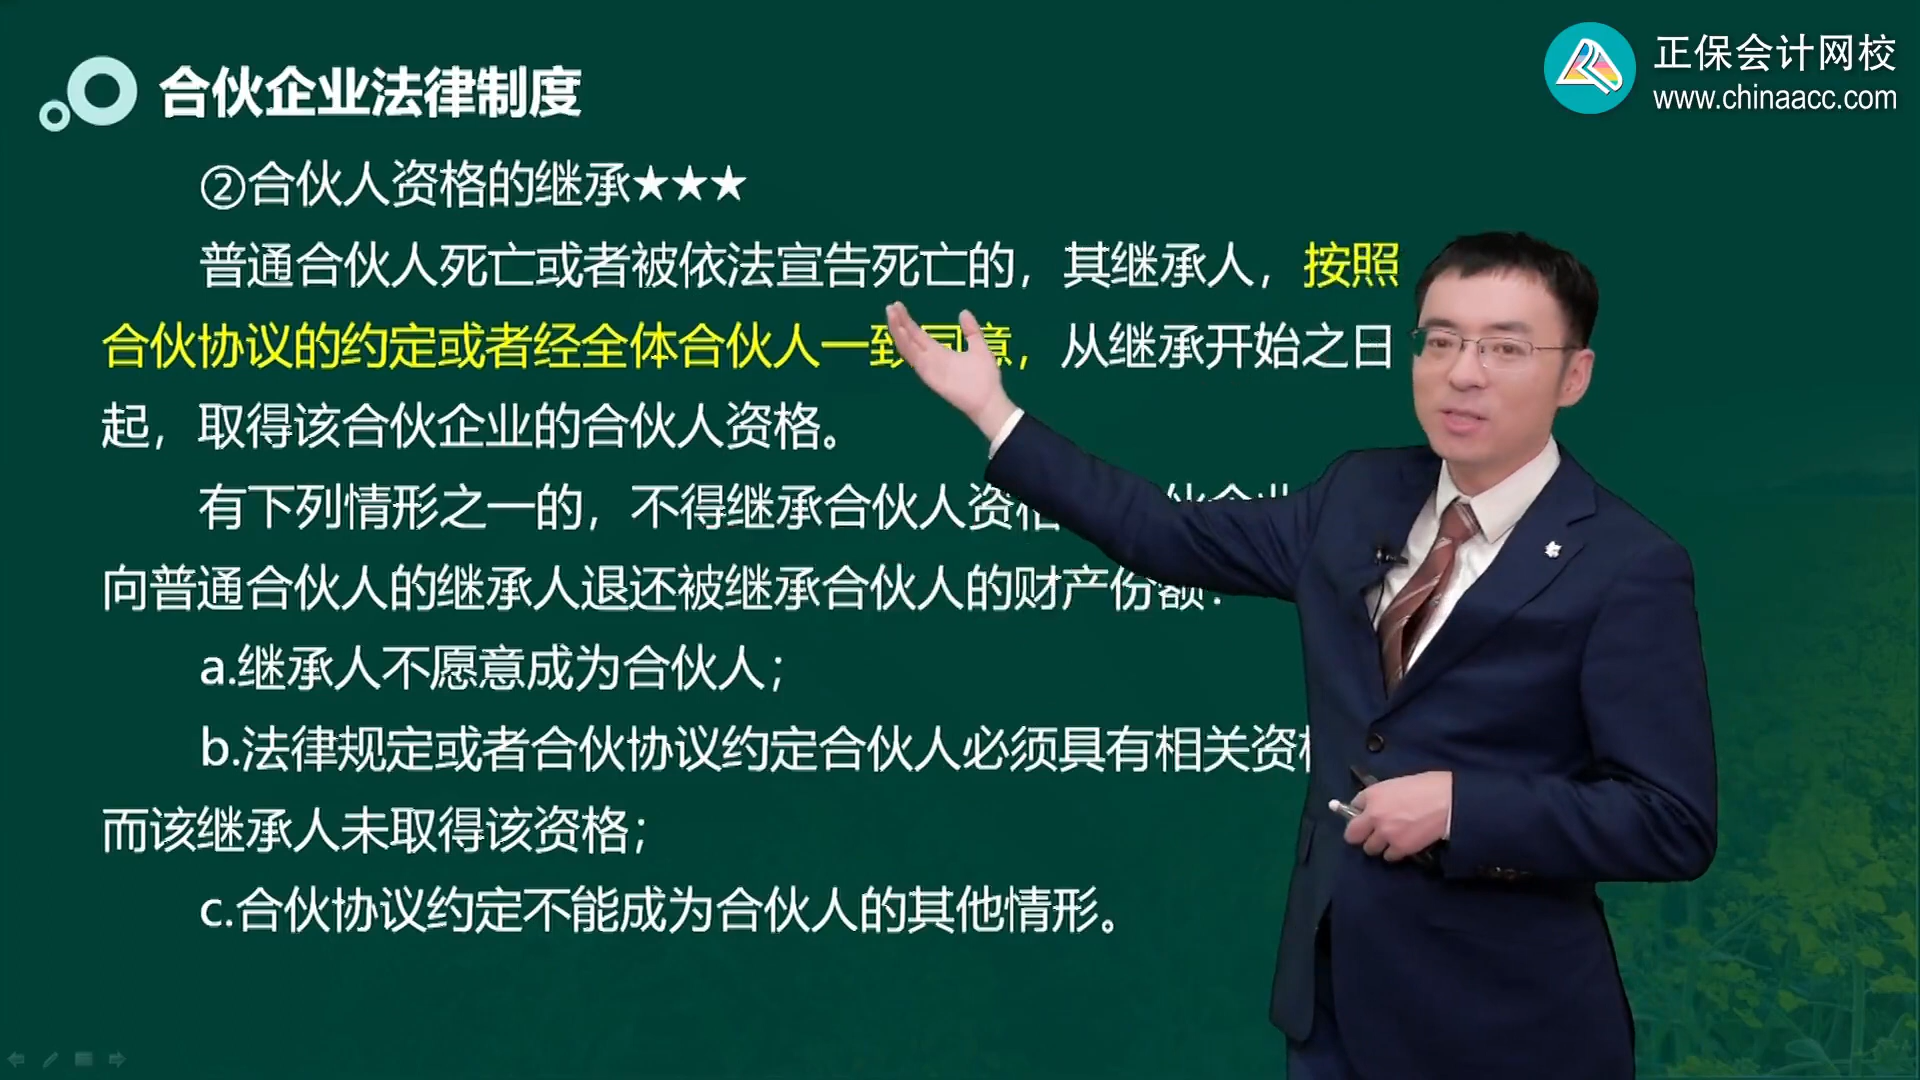 合伙企业法律制度
正保会计网校
www.chinaacc.com
②合伙人资格的继承★★★
普通合伙人死亡或者被依法宣告死亡的，其继承人，按照
合伙协议的约定或者经全体合伙人一致同意，从继承开始之日
起，取得该合伙企业的合伙人资格。
有下列情形之一的，不得继承合伙人资格 伙企业
向普通合伙人的继承人退还被继承合伙人的财产份额：
a.继承人不愿意成为合伙人；
b.法律规定或者合伙协议约定合伙人必须具有相关资格
而该继承人未取得该资格；
c.合伙协议约定不能成为合伙人的其他情形。